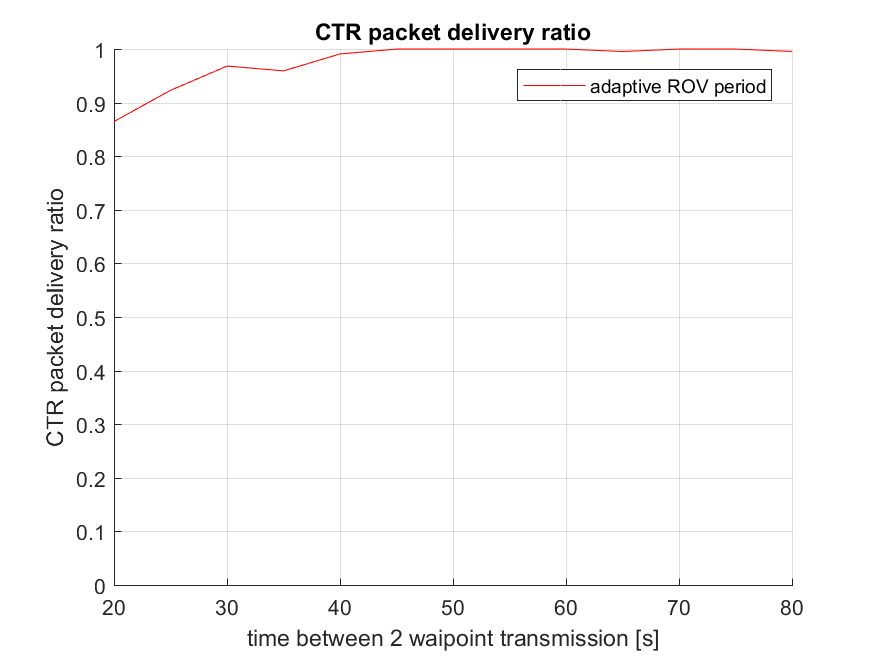 CTR packet delivery ratio
adaptive ROV period
CTR packet delivery ratio
1
0.9
0.8
0.7
0.6
0.5
0.4
0.3
0.2
0.1
0
20 30 40 50 60 70 80
time between 2 waipoint transmission [s]